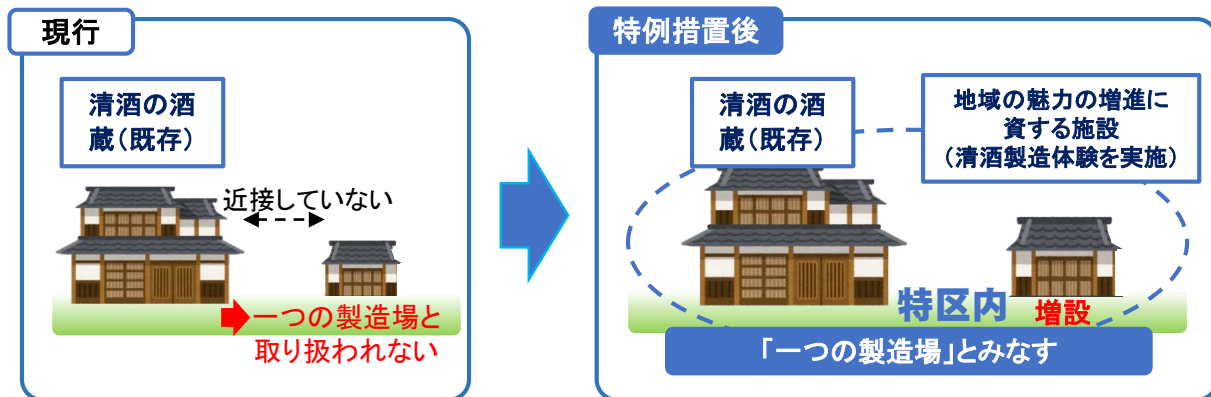 現行
清酒の酒
蔵(既存)
近接していない
一つの製造場と
取り扱われない
特例措置後
清酒の酒
蔵(既存)
地域の魅力の増進に
資する施設
(清酒製造体験を実施)
特区内
増設
「一つの製造場」とみなす